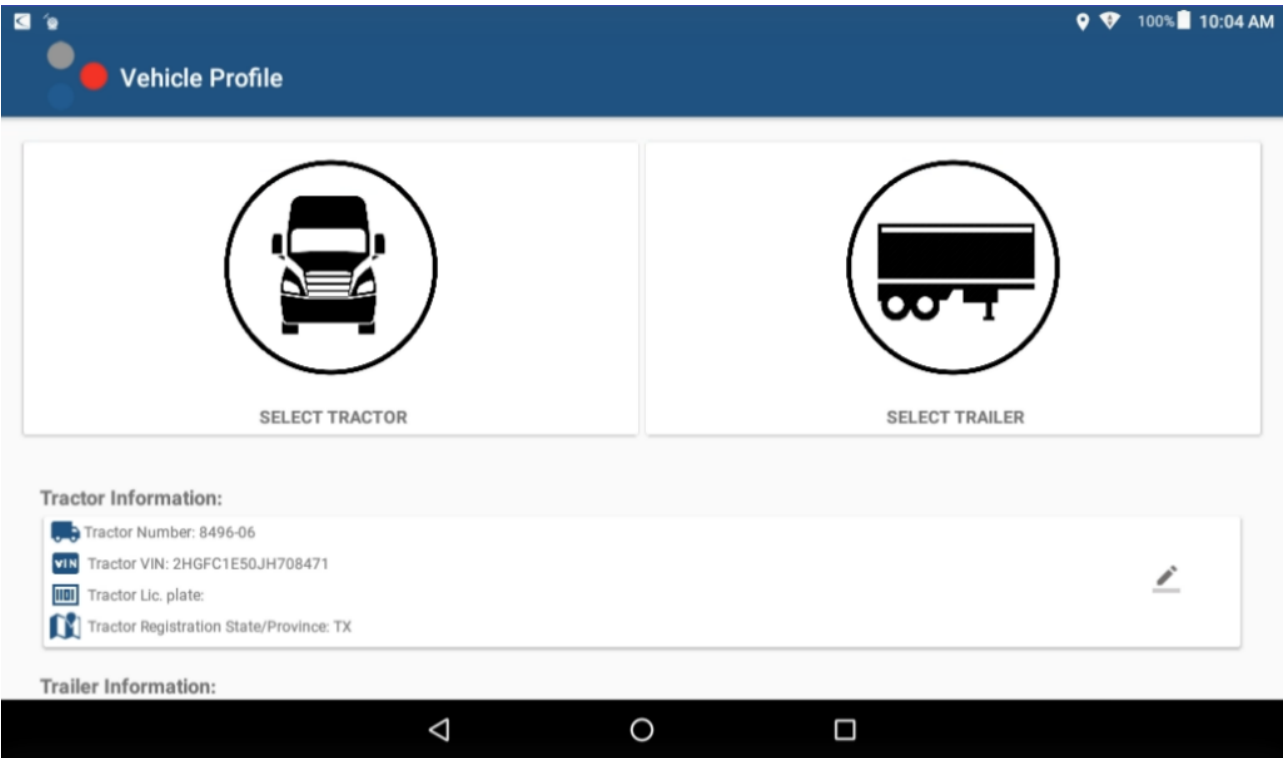 100% 10:04 AM
Vehicle Profile
SELECT TRACTOR
SELECT TRAILER
Tractor Information:
Tractor Number: 8496-06
VIN Tractor VIN: 2HGFC1E50JH708471
Tractor Lic. plate:
Tractor Registration State/Province: TX
Trailer Information: